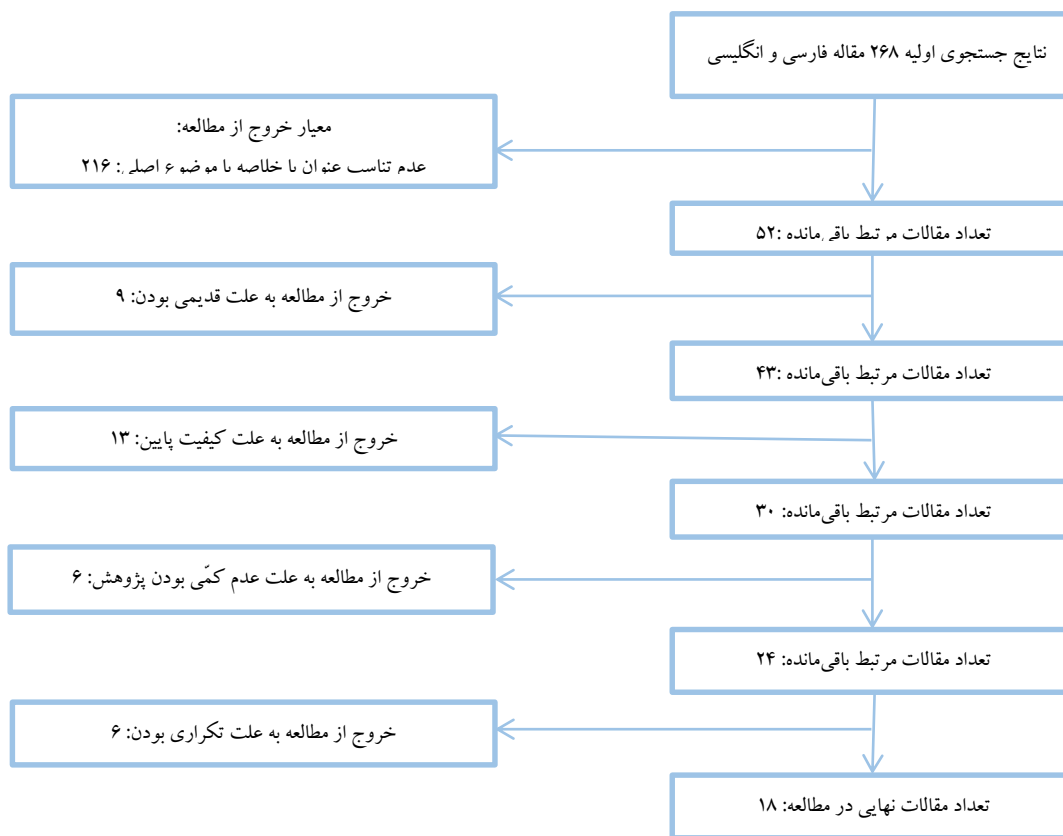 نتایج جستجوی اولیه ۲۶۸ مقاله فارسی و انگلیسی
معیار خروج از مطالعه:
عدم تناسب عنوان یا خلاصه با موضوع اصلی: ۲۱۶
تعداد مقالات مرتبط باقی‌مانده :۵۲
خروج از مطالعه به علت قدیمی بودن: ۹
تعداد مقالات مرتبط باقی‌مانده :۴۳
خروج از مطالعه به علت کیفیت پایین: ۱۳
تعداد مقالات مرتبط باقی‌مانده: ۳۰
خروج از مطالعه به علت عدم کمّی بودن پژوهش: ۶
تعداد مقالات مرتبط باقی‌مانده: ۲۴
خروج از مطالعه به علت تکراری بودن: ۶
تعداد مقالات نهایی در مطالعه: ۱۸